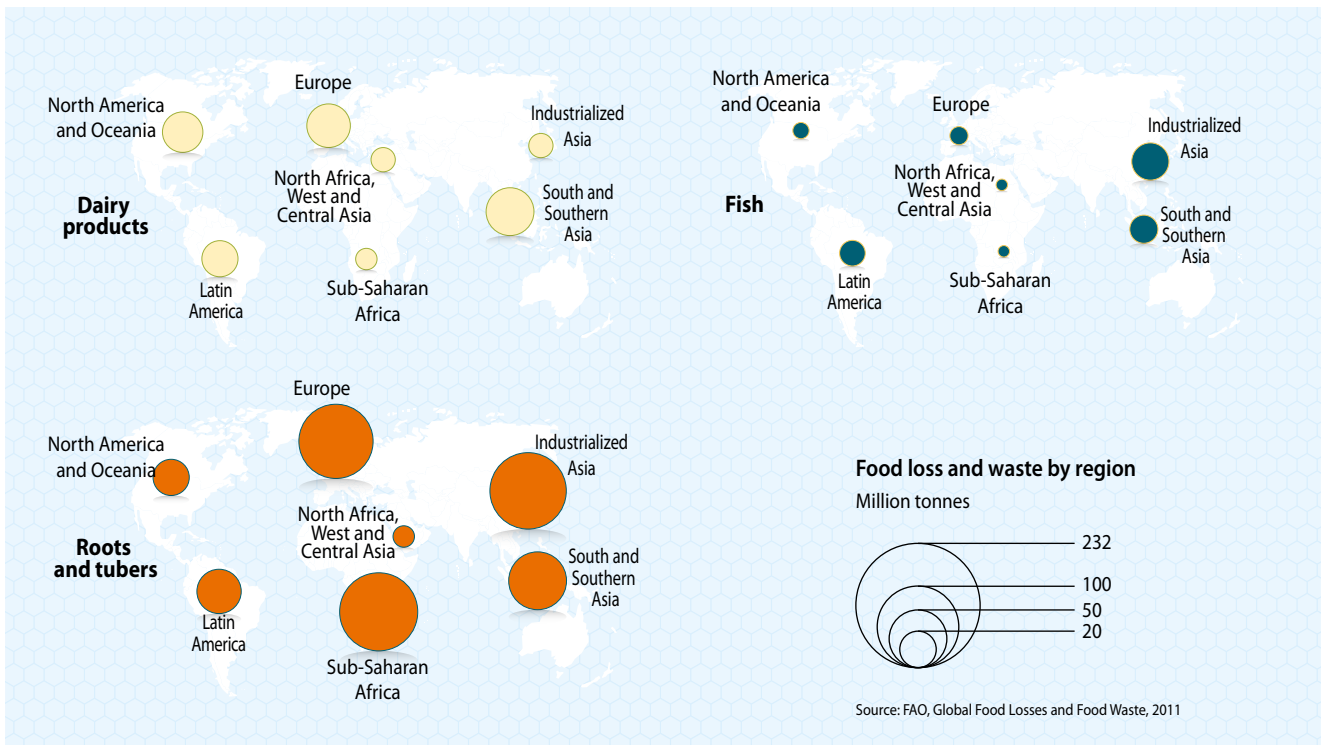 Europe
North America
and Oceania
Industrialized
Asia
North Africa,
West and
Central Asia
Dairy
products
South and
Southern
Asia
Latin
America
Sub-Saharan
Africa
North America
and Oceania
Europe
Industrialized
Asia
North Africa,
West and
Central Asia
Fish
South and
Southern
Asia
Latin
America
Sub-Saharan
Africa
Europe
North America
and Oceania
Industrialized
Asia
North Africa,
West and
Central Asia
Roots
and tubers
South and
Southern
Asia
Latin
America
Sub-Saharan
Africa
Food loss and waste by region
Million tonnes
232
100
50
20
Source: FAO, Global Food Losses and Food Waste, 2011